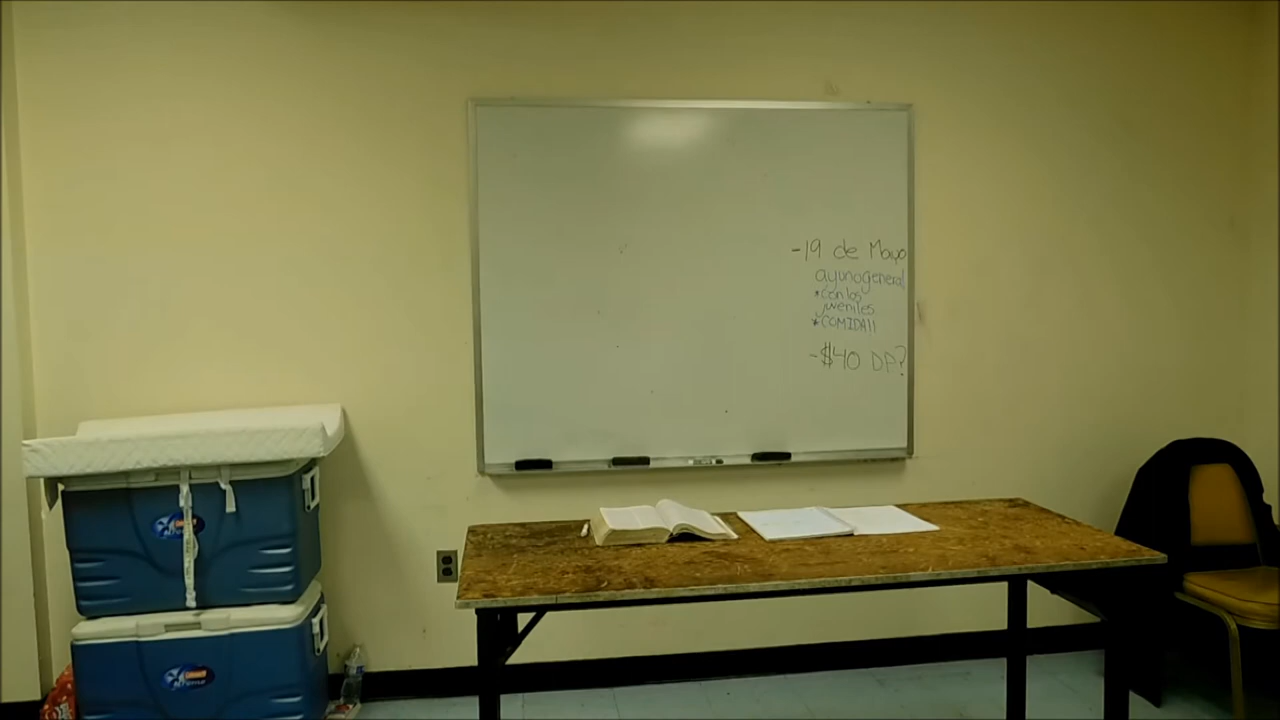 -19 de Mayo
ayuno general
*con los
juveniles
*COMIDA!!
-$40 DP?